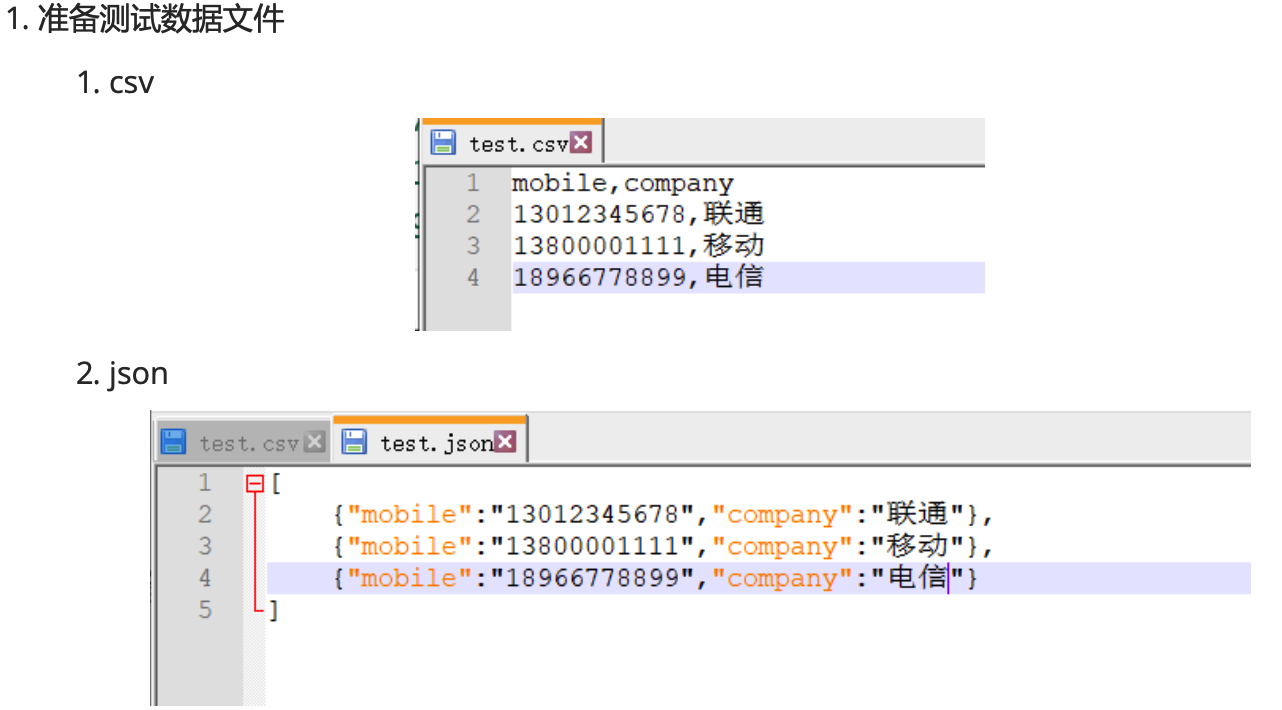 1. 准备测试数据文件
1. csv
test.csv
1 mobile,company
2 13012345678,联通
3 13800001111,移动
4 18966778899,电信
2. json
test.csv test.json
1 [
2 {"mobile":"13012345678","company":"联通"},
3 {"mobile":"13800001111","company":"移动"},
4 {"mobile":"18966778899","company":"电信"}
5 ]